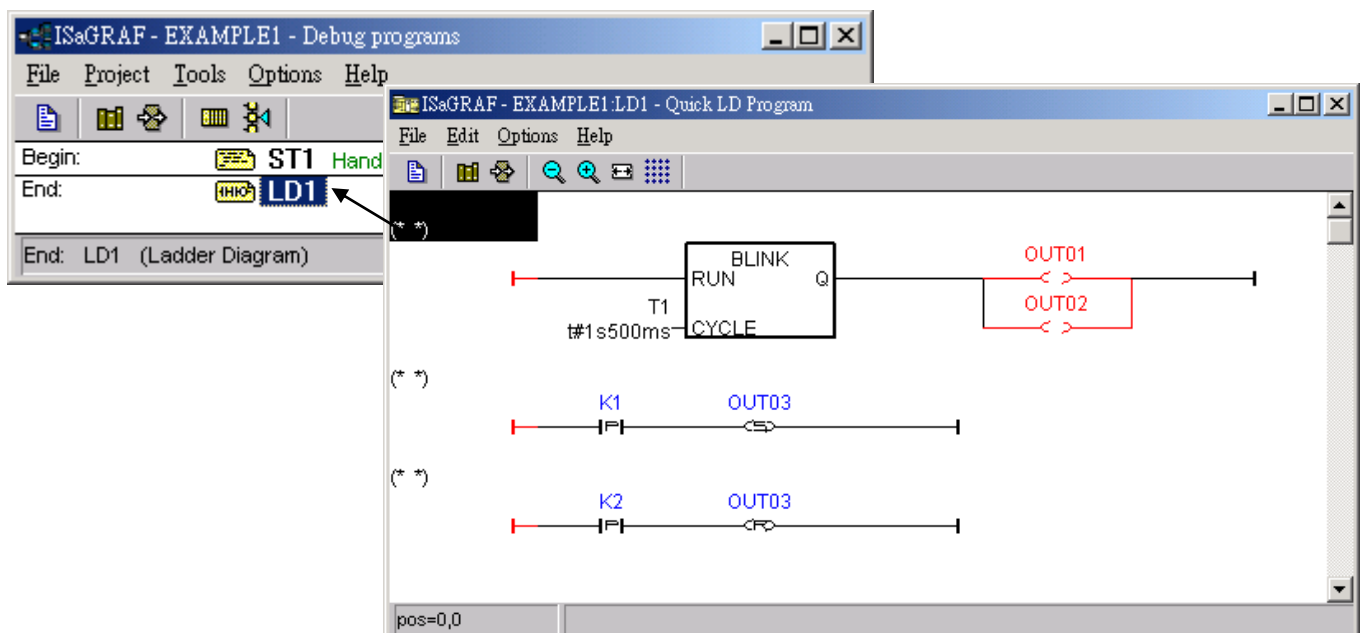 ISaGRAF - EXAMPLE1 - Debug programs
File Project Tools Options Help
Begin: ST1 Hand
End: LD1
End: LD1 (Ladder Diagram)
ISaGRAF - EXAMPLE1:LD1 - Quick LD Program
File Edit Options Help
(* *)
BLINK
RUN Q
OUT01
T1
t#1s500ms
CYCLE
OUT02
(* *)
K1 OUT03
P S
(* *)
K2 OUT03
P R
pos=0,0